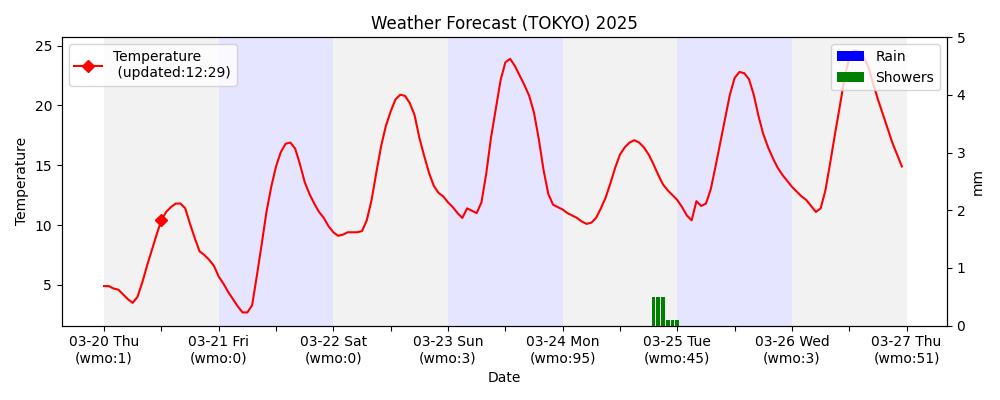 Weather Forecast (TOKYO) 2025
Temperature
(updated:12:29)
Rain
Showers
25
20
15
10
5
Temperature
5
4
3
2
1
0
mm
03-20 Thu
(wmo:1)
03-21 Fri
(wmo:0)
03-22 Sat
(wmo:0)
03-23 Sun
(wmo:3)
03-24 Mon
(wmo:95)
03-25 Tue
(wmo:45)
03-26 Wed
(wmo:3)
03-27 Thu
(wmo:51)
Date